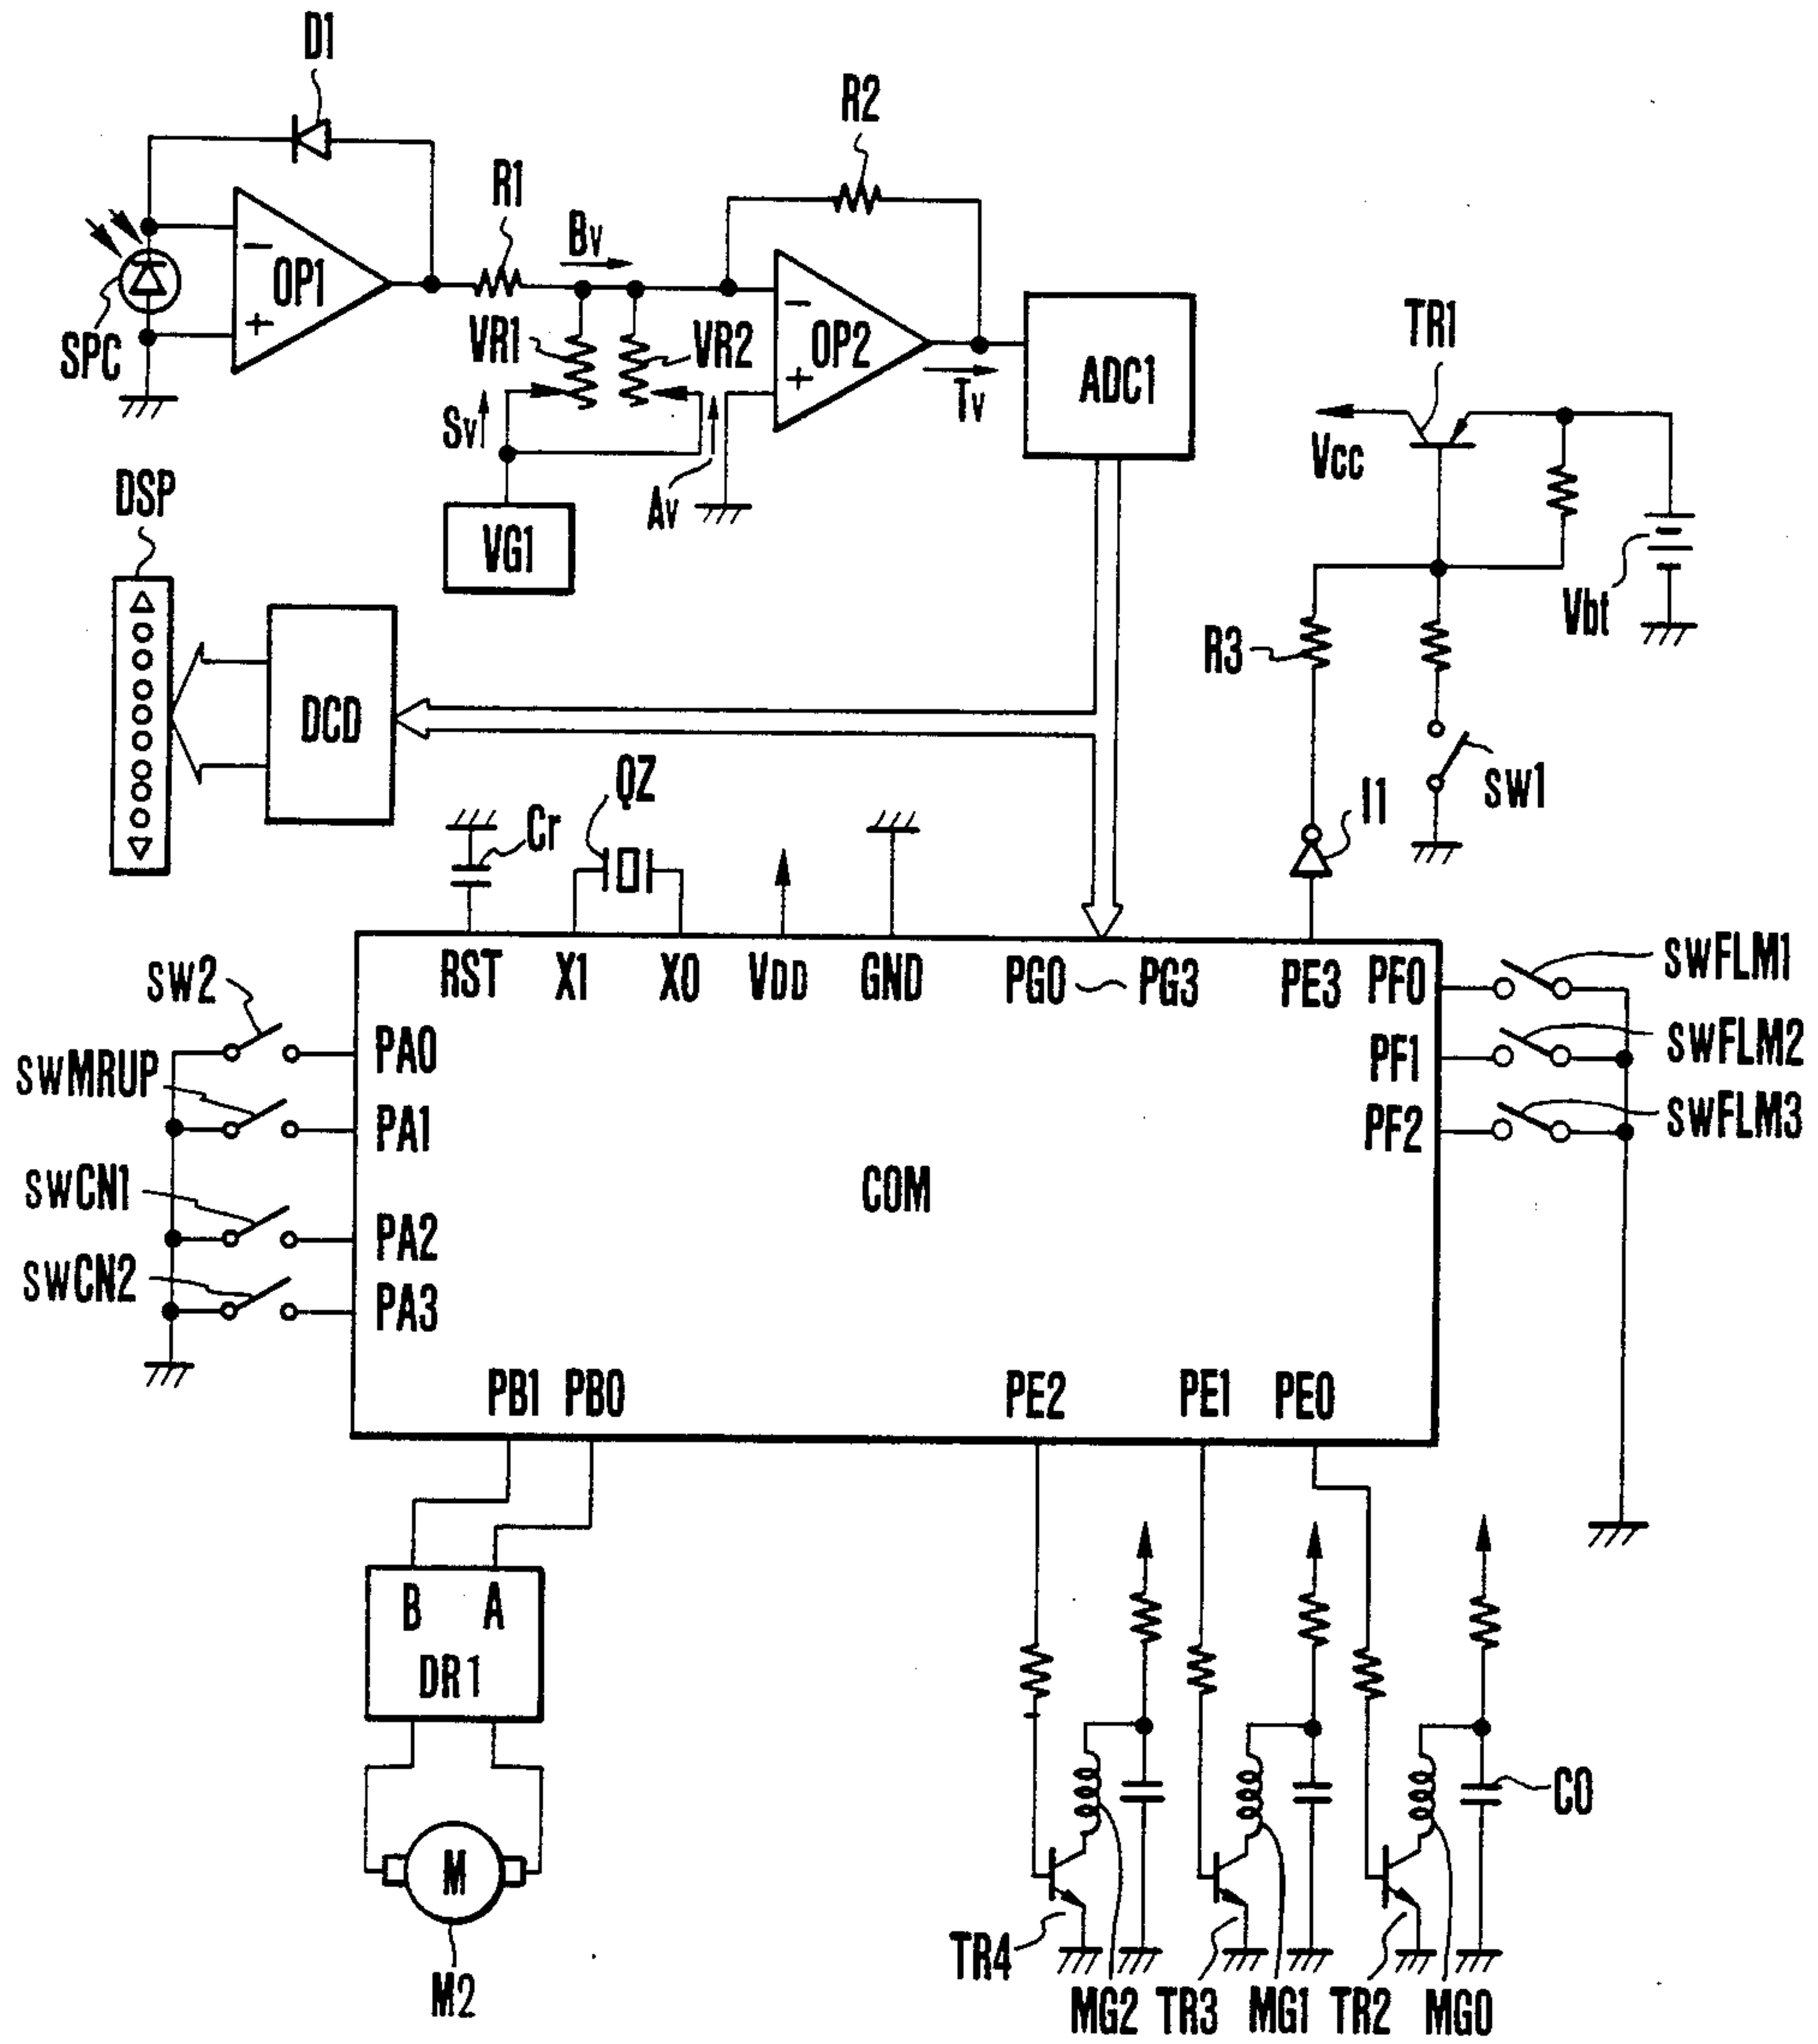 D1
R2
R1
Bv
OP1
SPC
VR1
VR2
OP2
ADC1
Sv
Tv
Av
VG1
TR1
Vcc
Vbt
DSP
DCD
R3
sw1
I1
Cr
QZ
RST X1 X0 VDD GND PG0 PG3 PE3 PF0
PF1
PF2
swFLM1
swFLM2
swFLM3
sw2
swMRUP
swCN1
swCN2
PA0
PA1
PA2
PA3
COM
PB1 PB0 PE2 PE1 PE0
B A
DR1
M
M2
C0
TR4
MG2 TR3 MG1 TR2 MG0
- +
- +